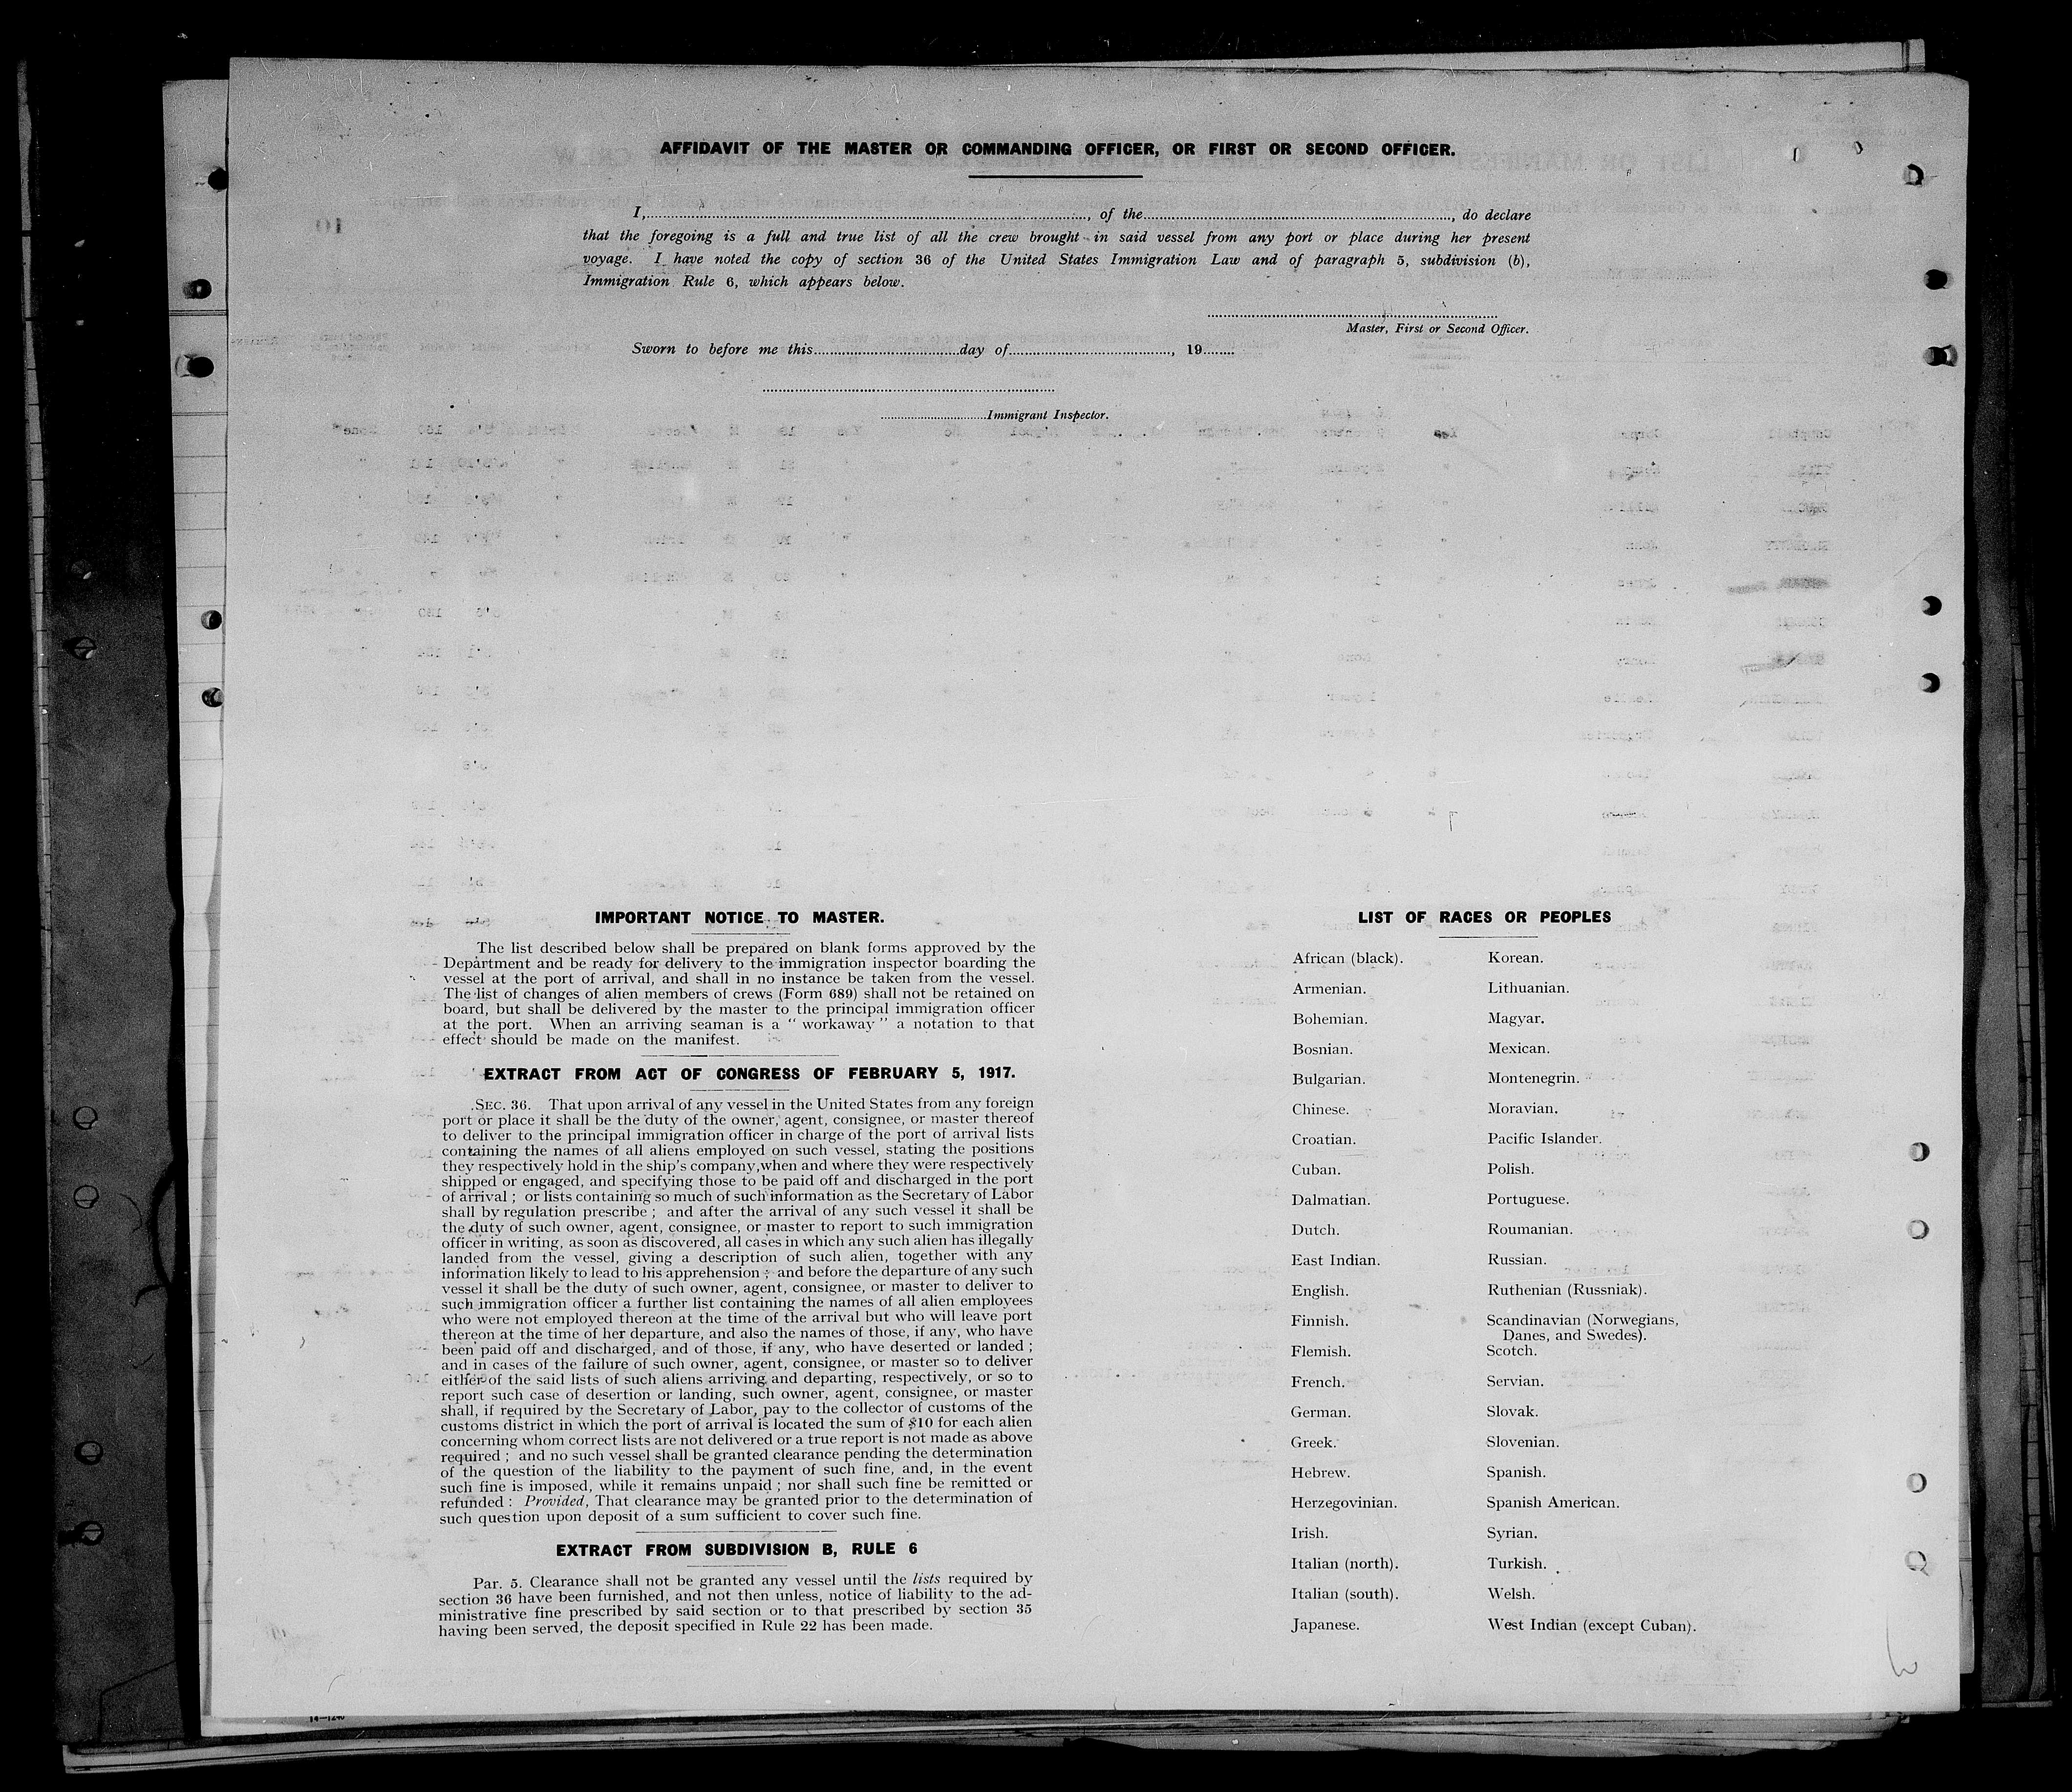 AFFIDAVIT OF THE MASTER OR COMMANDING OFFICER, OR FIRST OR SECOND OFFICER.
I,........................, of the........................, do declare
that the foregoing is a full and true list of all the crew brought in said vessel from any port or place during her present
voyage. I have noted the copy of section 36 of the United States Immigration Law and of paragraph 5, subdivision (b),
Immigration Rule 6, which appears below.
Master, First or Second Officer.
Sworn to before me this................day of................, 19........
................Immigrant Inspector.
IMPORTANT NOTICE TO MASTER.
The list described below shall be prepared on blank forms approved by the
Department and be ready for delivery to the immigration inspector boarding the
vessel at the port of arrival, and shall in no instance be taken from the vessel.
The list of changes of alien members of crews (Form 689) shall not be retained on
board, but shall be delivered by the master to the principal immigration officer
at the port. When an arriving seaman is a "workaway" a notation to that
effect should be made on the manifest.
EXTRACT FROM ACT OF CONGRESS OF FEBRUARY 5, 1917.
SEC. 36. That upon arrival of any vessel in the United States from any foreign
port or place it shall be the duty of the owner, agent, consignee, or master thereof
to deliver to the principal immigration officer in charge of the port of arrival lists
containing the names of all aliens employed on such vessel, stating the positions
they respectively hold in the ship's company, when and where they were respectively
shipped or engaged, and specifying those to be paid off and discharged in the port
of arrival; or lists containing so much of such information as the Secretary of Labor
shall by regulation prescribe; and after the arrival of any such vessel it shall be
the duty of such owner, agent, consignee, or master to report to such immigration
officer in writing, as soon as discovered, all cases in which any such alien has illegally
landed from the vessel, giving a description of such alien, together with any
information likely to lead to his apprehension; and before the departure of any such
vessel it shall be the duty of such owner, agent, consignee, or master to deliver to
such immigration officer a further list containing the names of all alien employees
who were not employed thereon at the time of the arrival but who will leave port
thereon at the time of her departure, and also the names of those, if any, who have
been paid off and discharged, and of those, if any, who have deserted or landed;
and in cases of the failure of such owner, agent, consignee, or master so to deliver
either of the said lists of such aliens arriving and departing, respectively, or so to
report such case of desertion or landing, such owner, agent, consignee, or master
shall, if required by the Secretary of Labor, pay to the collector of customs of the
customs district in which the port of arrival is located the sum of $10 for each alien
concerning whom correct lists are not delivered or a true report is not made as above
required; and no such vessel shall be granted clearance pending the determination
of the question of the liability to the payment of such fine, and, in the event
such fine is imposed, while it remains unpaid; nor shall such fine be remitted or
refunded: Provided, That clearance may be granted prior to the determination of
such question upon deposit of a sum sufficient to cover such fine.
EXTRACT FROM SUBDIVISION B, RULE 6
Par. 5. Clearance shall not be granted any vessel until the lists required by
section 36 have been furnished, and not then unless, notice of liability to the ad-
ministrative fine prescribed by said section or to that prescribed by section 35
having been served, the deposit specified in Rule 22 has been made.
LIST OF RACES OR PEOPLES
African (black). Korean.
Armenian. Lithuanian.
Bohemian. Magyar.
Bosnian. Mexican.
Bulgarian. Montenegrin.
Chinese. Moravian.
Croatian. Pacific Islander.
Cuban. Polish.
Dalmatian. Portuguese.
Dutch. Roumanian.
East Indian. Russian.
English. Ruthenian (Russniak).
Finnish. Scandinavian (Norwegians,
Danes, and Swedes).
Flemish. Scotch.
French. Servian.
German. Slovak.
Greek. Slovenian.
Hebrew. Spanish.
Herzegovinian. Spanish American.
Irish. Syrian.
Italian (north). Turkish.
Italian (south). Welsh.
Japanese. West Indian (except Cuban).
14—1240